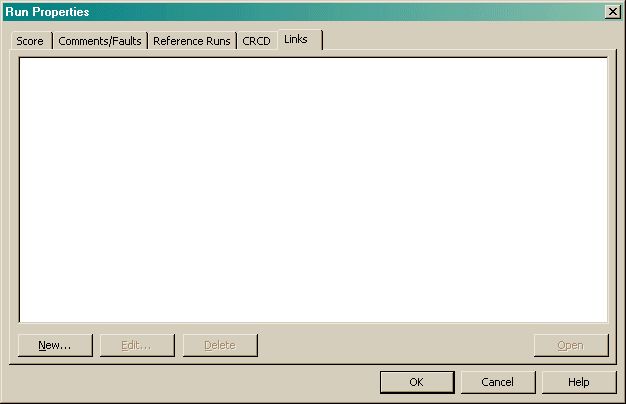 Run Properties
Score Comments/Faults Reference Runs CRCD Links
New... Edit... Delete Open
OK Cancel Help